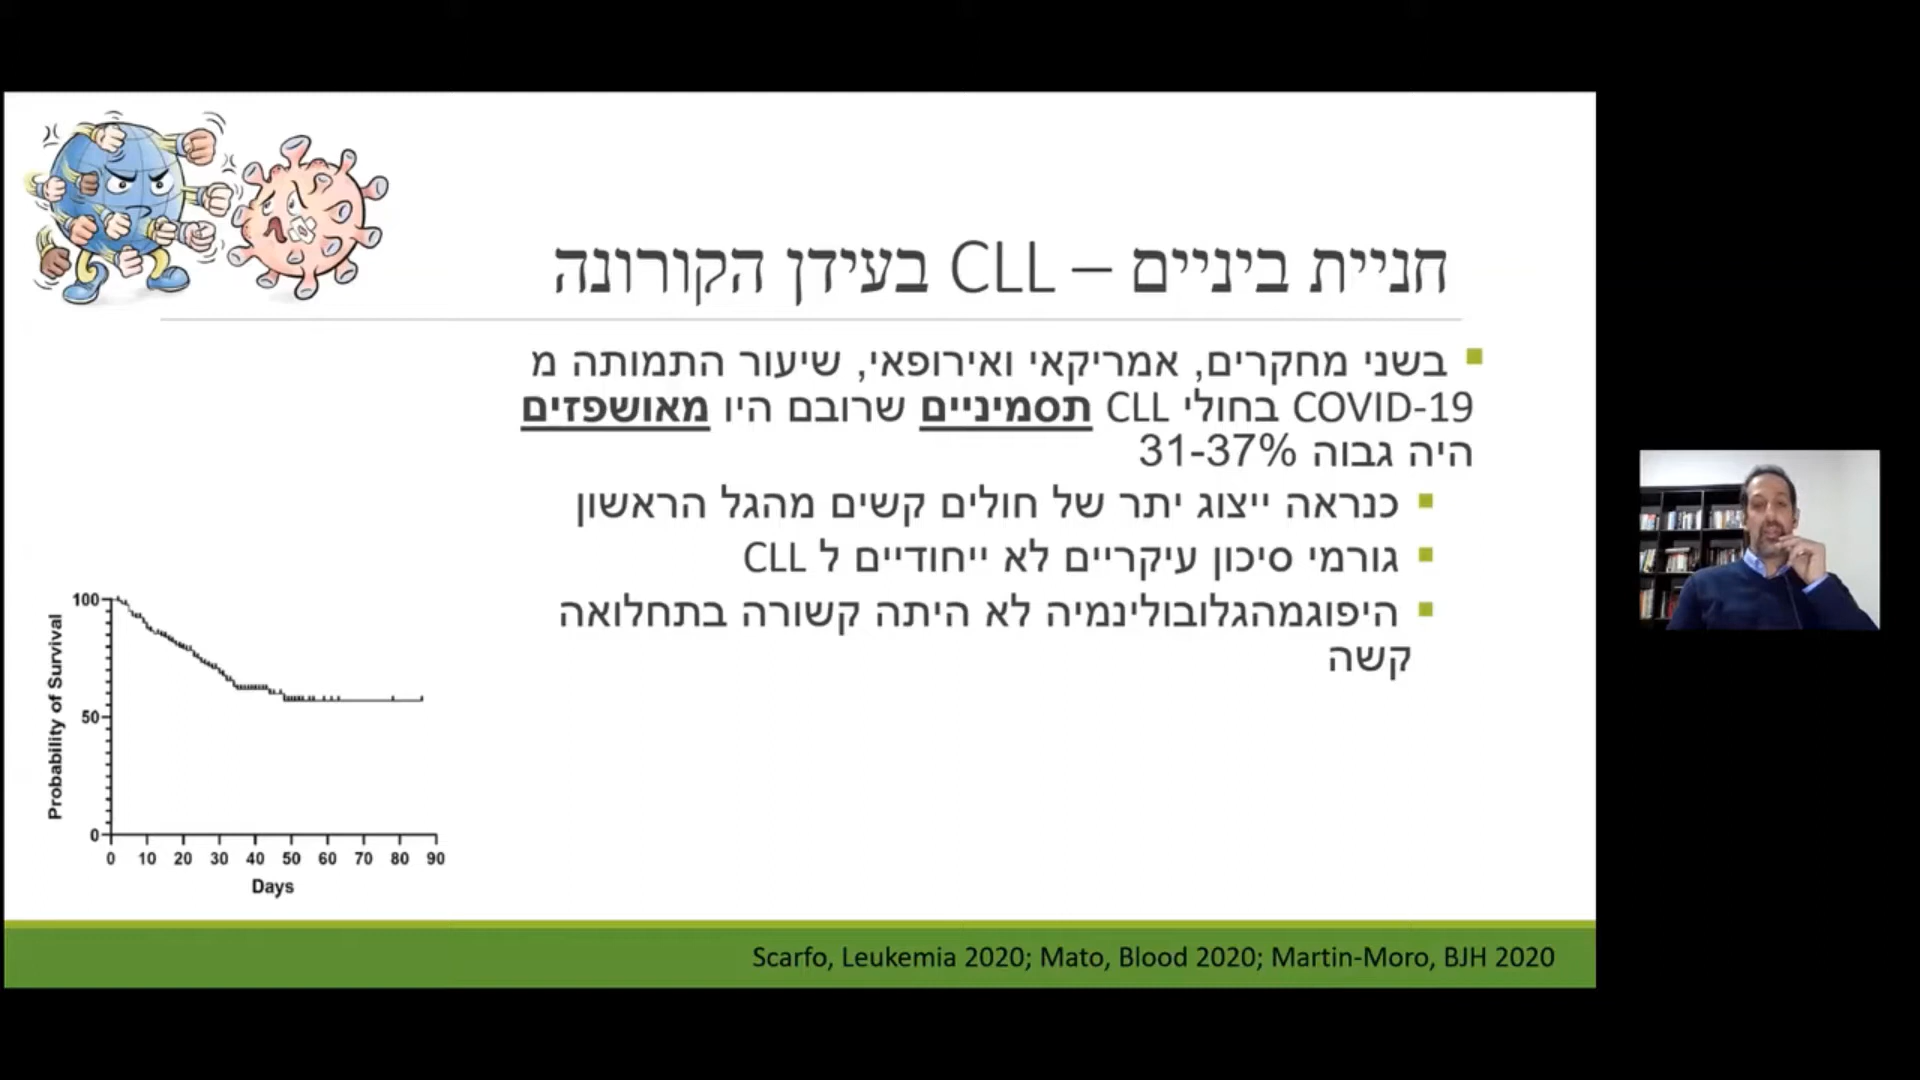 חניית ביניים – CLL בעידן הקורונה
בשני מחקרים, אמריקאי ואירופאי, שיעור התמותה מ
COVID-19 בחולי CLL תסמיניים שרובם היו מאושפזים
היה גבוה 31-37%
כנראה ייצוג יתר של חולים קשים מהגל הראשון
גורמי סיכון עיקריים לא ייחודיים ל CLL
היפוגמהגלובולינמיה לא היתה קשורה בתחלואה
קשה
Probability of Survival
100
50
0
0 10 20 30 40 50 60 70 80 90
Days
Scarfo, Leukemia 2020; Mato, Blood 2020; Martin-Moro, BJH 2020